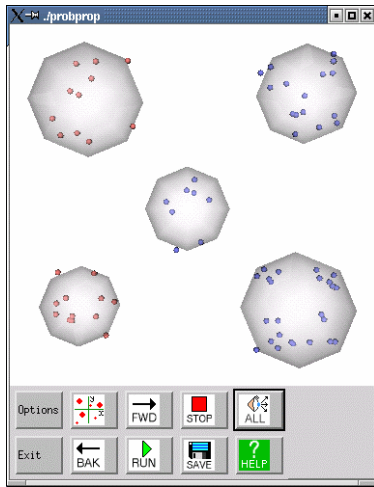 ./probprop
Options
y
x
FWD
STOP
ALL
Exit
BAK
RUN
SAVE
?
HELP